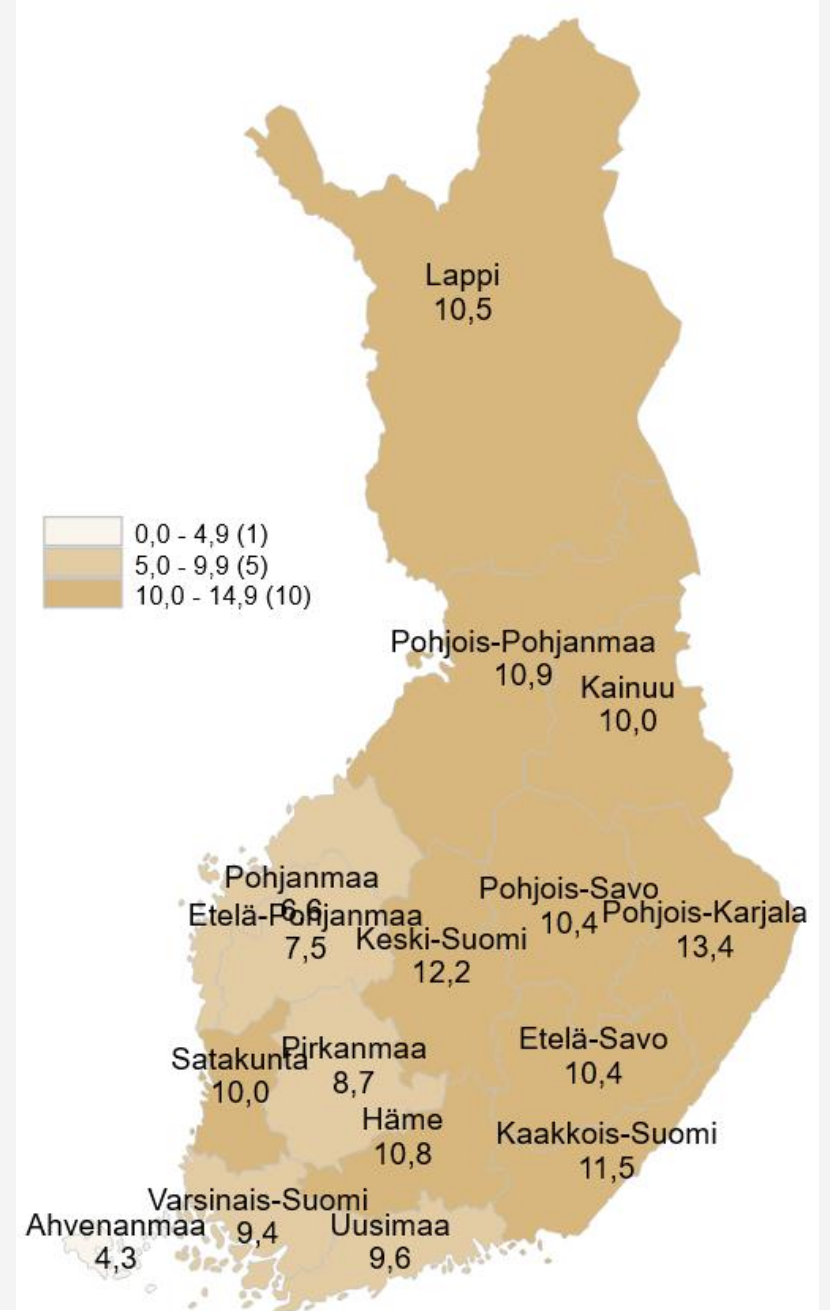 Lappi
10,5
0,0 - 4,9 (1)
5,0 - 9,9 (5)
10,0 - 14,9 (10)
Pohjois-Pohjanmaa
10,9
Kainuu
10,0
Pohjanmaa
6,6
Etelä-Pohjanmaa
7,5
Keski-Suomi
12,2
Pohjois-Savo
10,4
Pohjois-Karjala
13,4
Satakunta
10,0
Pirkanmaa
8,7
Etelä-Savo
10,4
Häme
10,8
Kaakkois-Suomi
11,5
Varsinais-Suomi
9,4
Ahvenanmaa
4,3
Uusimaa
9,6